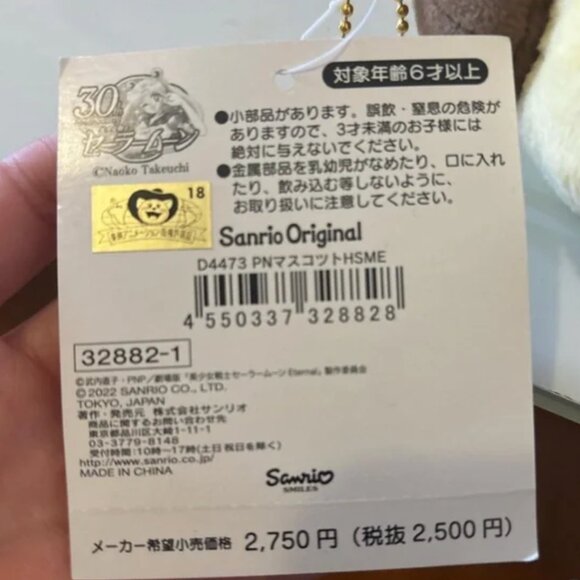 対象年齢6才以上
30
セーラームーン
©Naoko Takeuchi
●小部品があります。誤飲・窒息の危険が
ありますので、3才未満のお子様には
絶対に与えないでください。
●金属部品を乳幼児がなめたり、口に入れ
たり、飲み込む等しないように、
お取り扱いに注意してください。
18
Sanrio Original
D4473 PNマスコットHSME
4 550337 328828
32882-1
©武内直子・PNP/劇場版「美少女戦士セーラームーンEternal」製作委員会
©2022 SANRIO CO., LTD.
TOKYO, JAPAN
著作・発売元 株式会社サンリオ
商品に関するお問い合わせ先
東京都品川区大崎1-11-1
03-3779-8148
受付時間:10時〜17時(土日祝日を除く)
http://www.sanrio.co.jp/
MADE IN CHINA
Sanrio
SMILES
メーカー希望小売価格 2,750円(税抜2,500円)